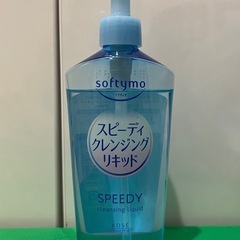 softymo
スピーディ
クレンジング
リキッド
SPEEDY
cleansing liquid
KOSÉ